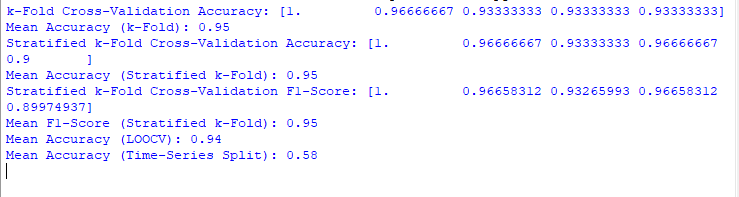 k-Fold Cross-Validation Accuracy: [1.         0.96666667 0.93333333 0.93333333 0.93333333]
Mean Accuracy (k-Fold): 0.95
Stratified k-Fold Cross-Validation Accuracy: [1.         0.96666667 0.93333333 0.96666667
0.9       ]
Mean Accuracy (Stratified k-Fold): 0.95
Stratified k-Fold Cross-Validation F1-Score: [1.         0.96658312 0.93265993 0.96658312
0.89974937]
Mean F1-Score (Stratified k-Fold): 0.95
Mean Accuracy (LOOCV): 0.94
Mean Accuracy (Time-Series Split): 0.58